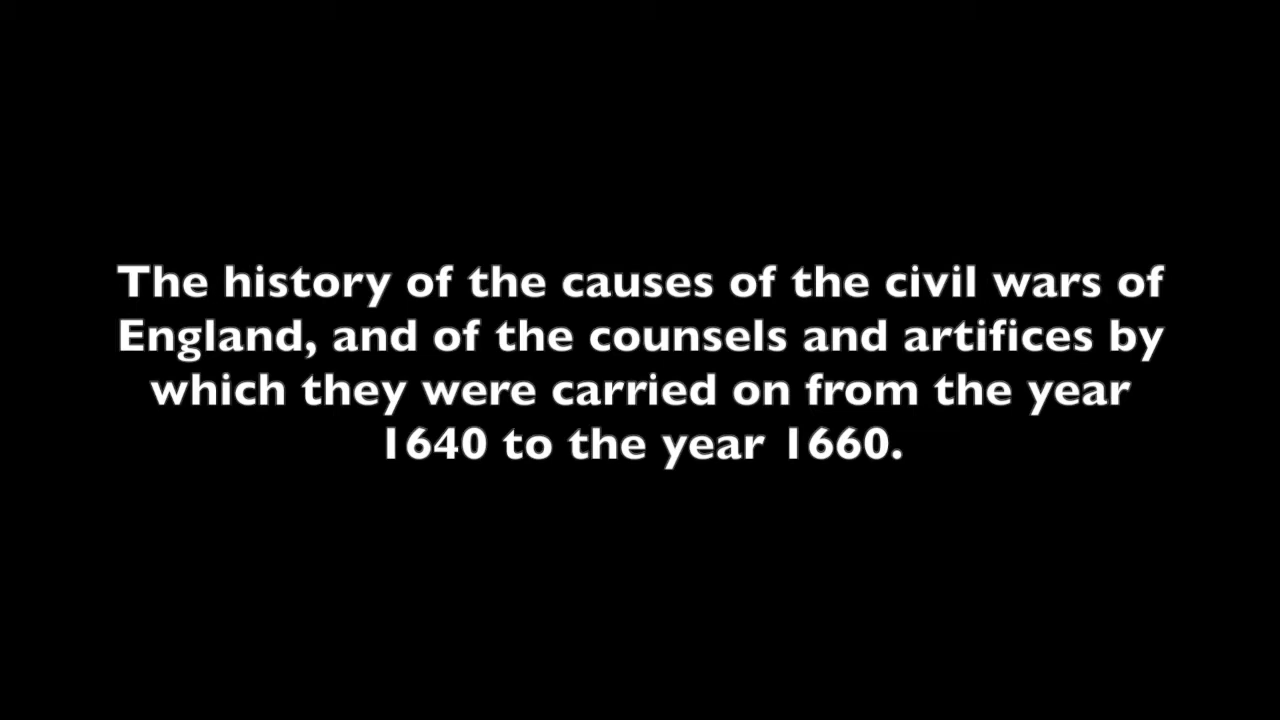 The history of the causes of the civil wars of
England, and of the counsels and artifices by
which they were carried on from the year
1640 to the year 1660.